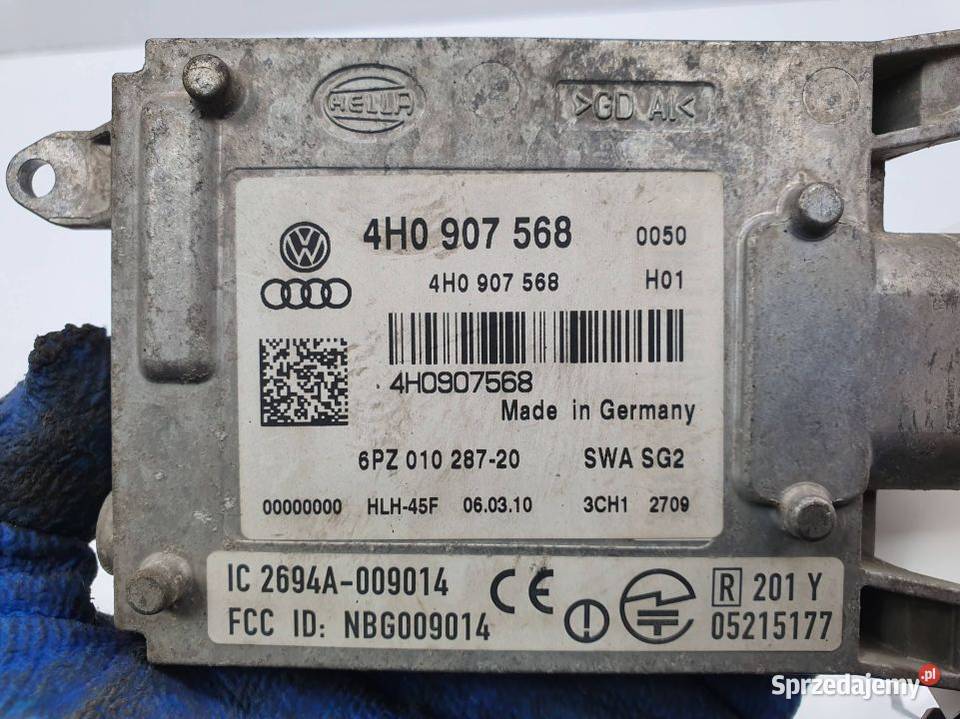 HELLA
>GD AL<
4H0 907 568 0050
4H0 907 568 H01
4H0907568
Made in Germany
6PZ 010 287-20 SWA SG2
00000000 HLH-45F 06.03.10 3CH1 2709
IC 2694A-009014 CE R 201 Y
FCC ID: NBG009014 05215177
Sprzedajemy.pl